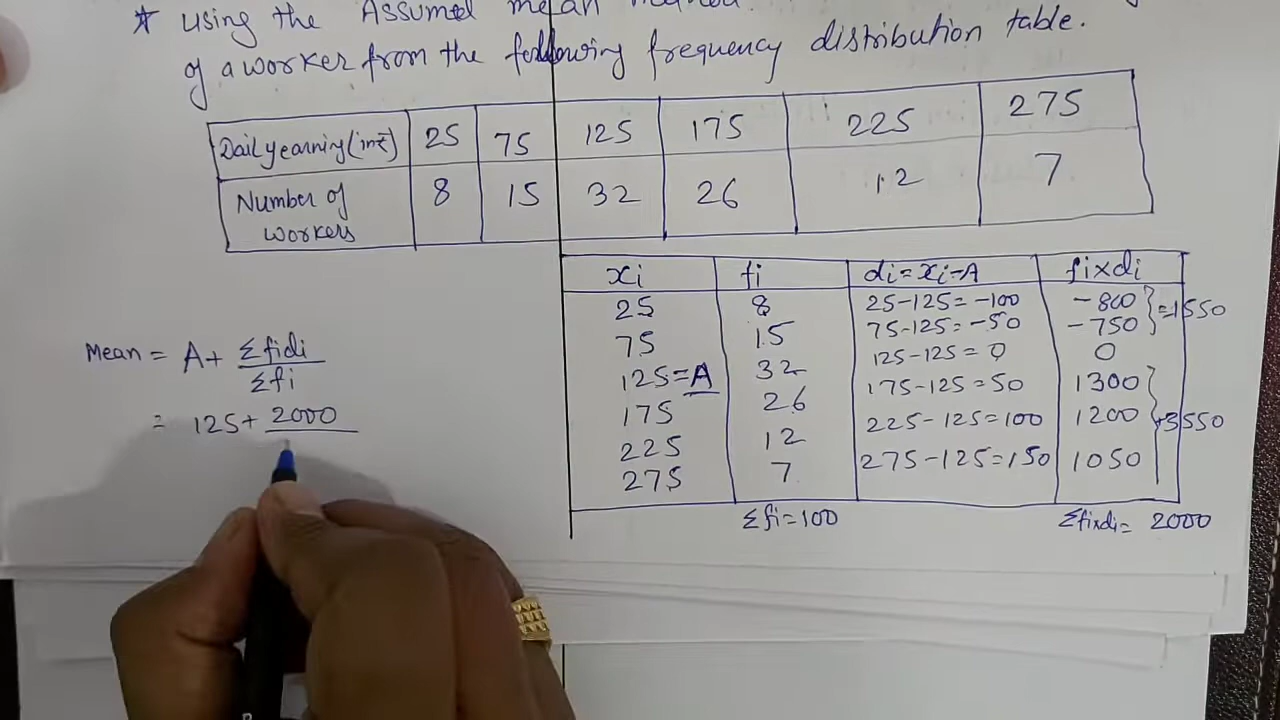 * Using the Assumed mean
of a worker from the following frequency distribution table.
Daily earning (in ₹) 25 75 125 175 225 275
Number of workers 8 15 32 26 12 7
xi fi di = xi-A fi×di
25 8 25-125=-100 -800
75 15 75-125=-50 -750 } =-1550
125=A 32 125-125=0 0
175 26 175-125=50 1300
225 12 225-125=100 1200 } +3550
275 7 275-125=150 1050
Σfi=100 Σfixdi= 2000
Mean = A+ Σfidi / Σfi
= 125+ 2000